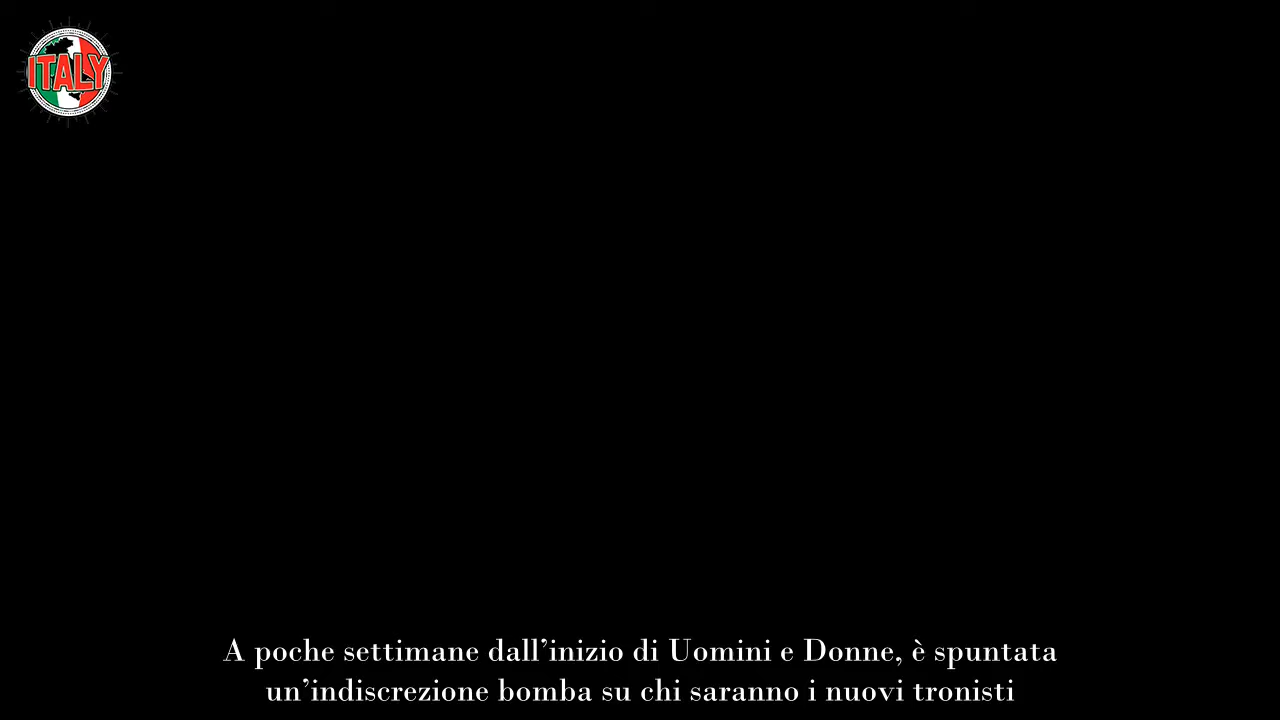 ITALY
A poche settimane dall’inizio di Uomini e Donne, è spuntata
un’indiscrezione bomba su chi saranno i nuovi tronisti